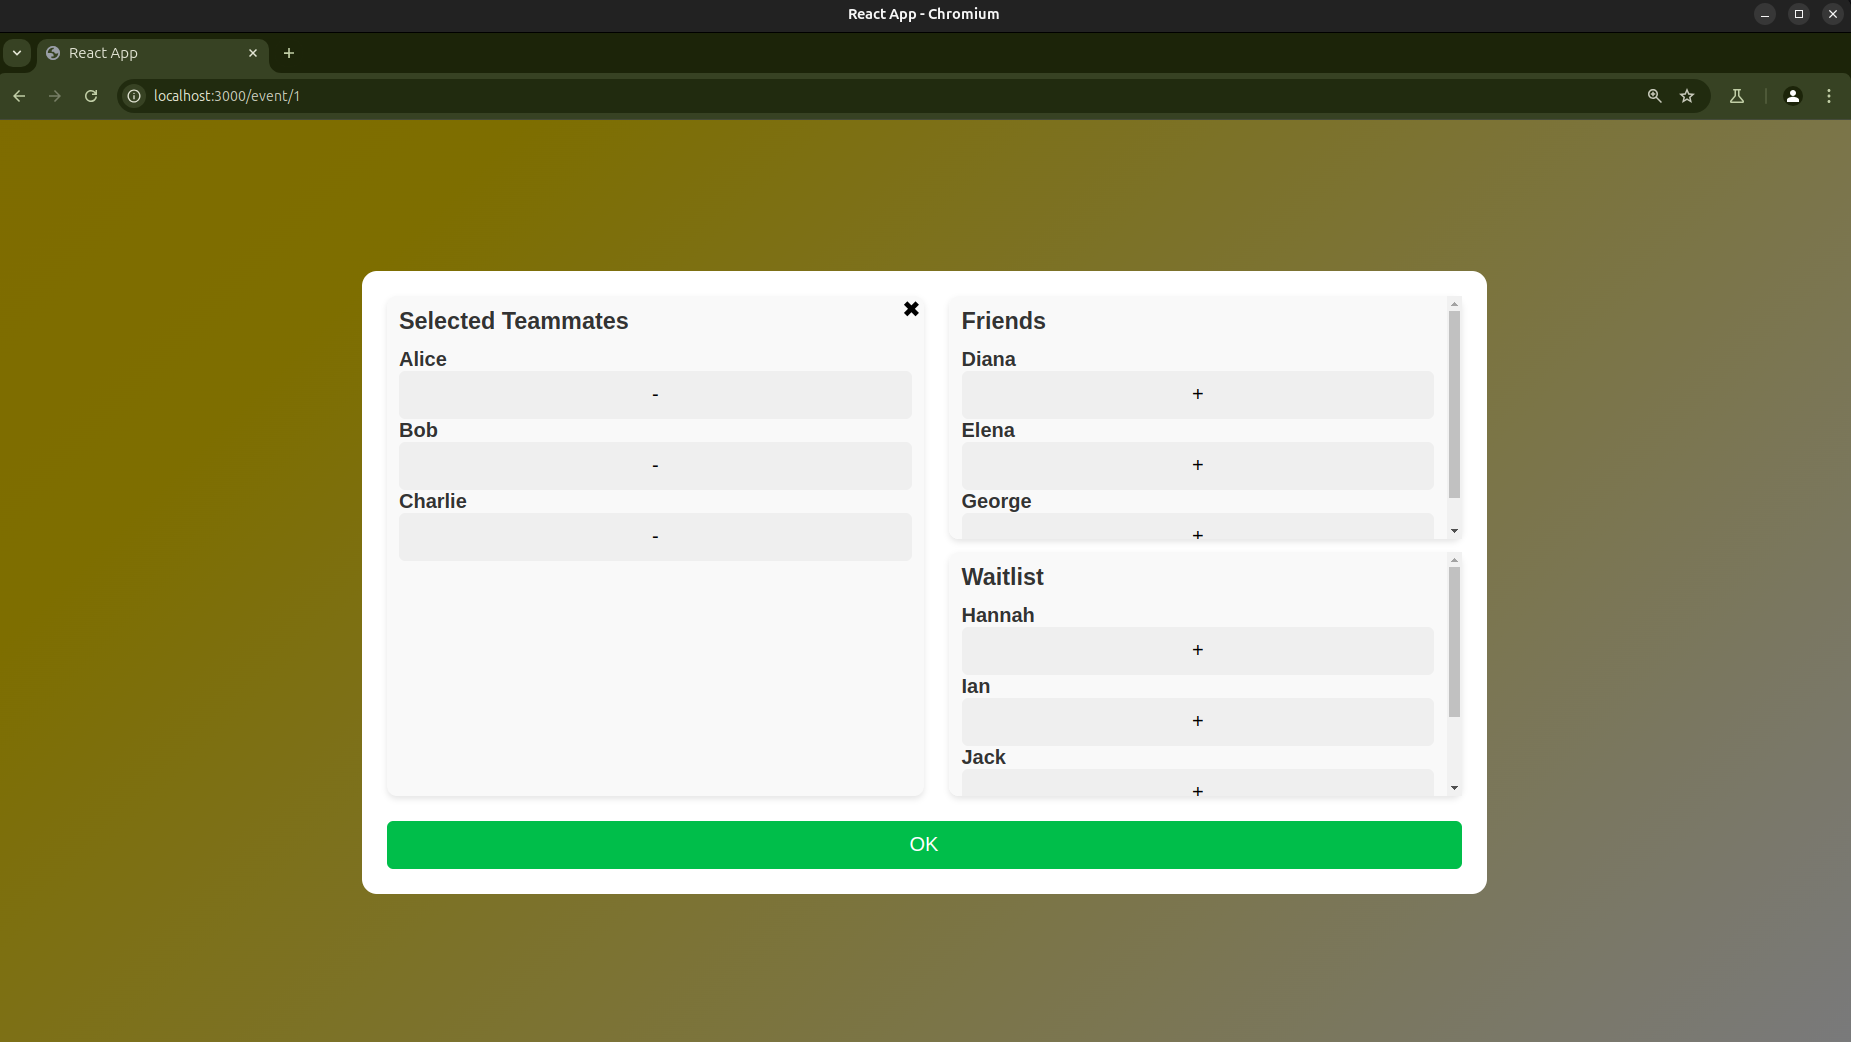 React App - Chromium
React App
localhost:3000/event/1
Selected Teammates
Alice
-
Bob
-
Charlie
-
Friends
Diana
+
Elena
+
George
+
Waitlist
Hannah
+
Ian
+
Jack
+
OK